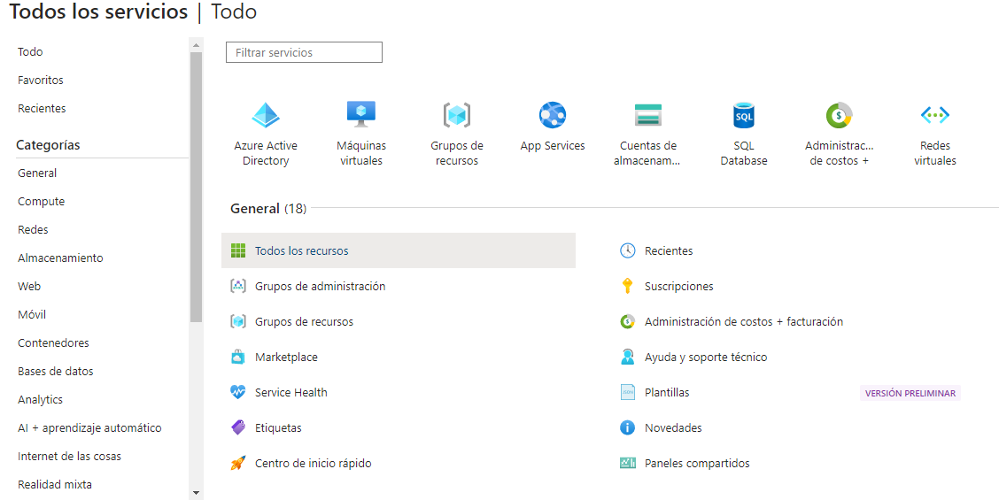 Todos los servicios | Todo
Todo
Favoritos
Recientes
Categorías
General
Compute
Redes
Almacenamiento
Web
Móvil
Contenedores
Bases de datos
Analytics
AI + aprendizaje automático
Internet de las cosas
Realidad mixta
Filtrar servicios
Azure Active
Directory
Máquinas
virtuales
Grupos de
recursos
App Services
Cuentas de
almacenam...
SQL
SQL
Database
Administrac...
de costos +
Redes
virtuales
General (18)
Todos los recursos
Recientes
Grupos de administración
Suscripciones
Grupos de recursos
Administración de costos + facturación
Marketplace
Ayuda y soporte técnico
Service Health
Plantillas
VERSIÓN PRELIMINAR
Etiquetas
Novedades
Centro de inicio rápido
Paneles compartidos